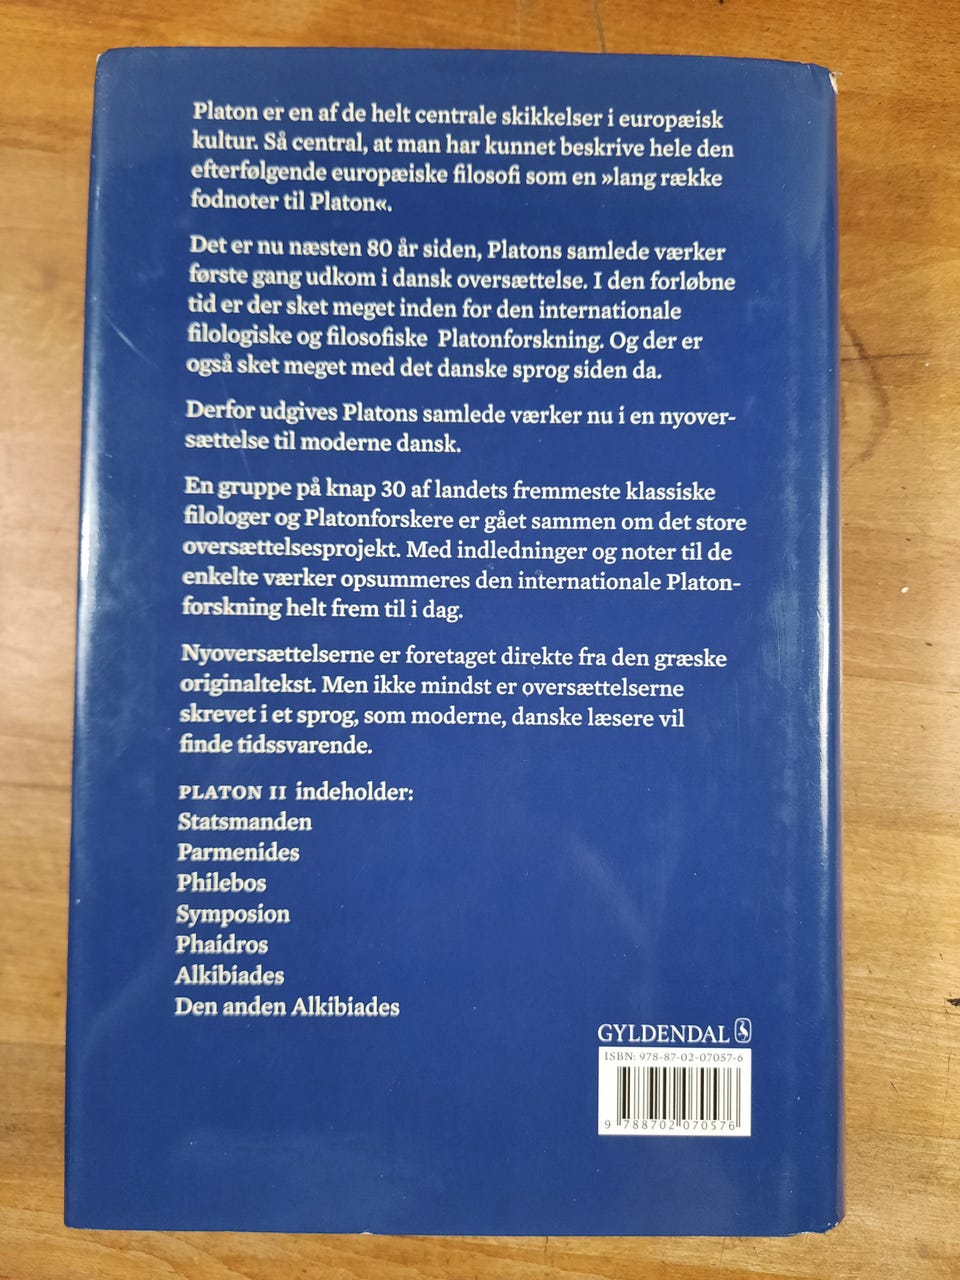 Platon er en af de helt centrale skikkelser i europæisk
kultur. Så central, at man har kunnet beskrive hele den
efterfølgende europæiske filosofi som en »lang række
fodnoter til Platon«.
Det er nu næsten 80 år siden, Platons samlede værker
første gang udkom i dansk oversættelse. I den forløbne
tid er der sket meget inden for den internationale
filologiske og filosofiske Platonforskning. Og der er
også sket meget med det danske sprog siden da.
Derfor udgives Platons samlede værker nu i en nyover-
sættelse til moderne dansk.
En gruppe på knap 30 af landets fremmeste klassiske
filologer og Platonforskere er gået sammen om det store
oversættelsesprojekt. Med indledninger og noter til de
enkelte værker opsummeres den internationale Platon-
forskning helt frem til i dag.
Nyoversættelserne er foretaget direkte fra den græske
originaltekst. Men ikke mindst er oversættelserne
skrevet i et sprog, som moderne, danske læsere vil
finde tidssvarende.
PLATON II indeholder:
Statsmanden
Parmenides
Philebos
Symposion
Phaidros
Alkibiades
Den anden Alkibiades
GYLDENDAL
ISBN: 978-87-02-07057-6
9 788702 070576